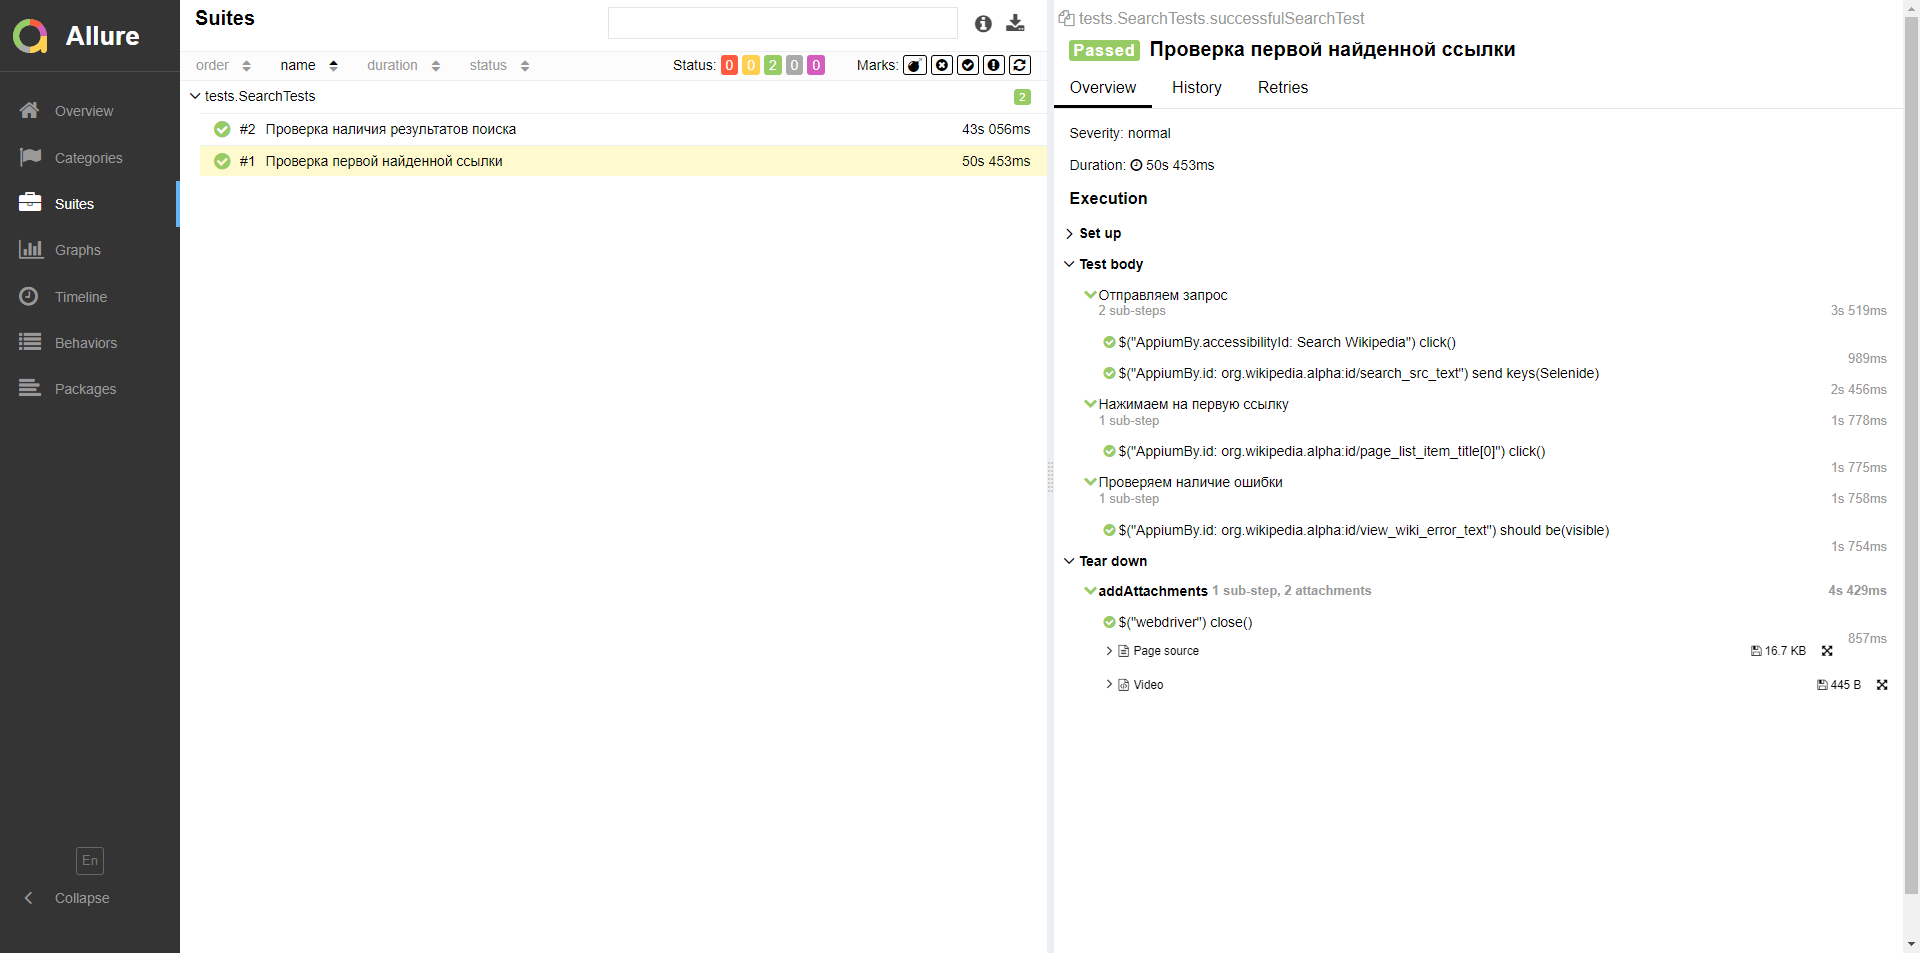 Allure
Overview
Categories
Suites
Graphs
Timeline
Behaviors
Packages
En
Collapse
Suites
order name duration status Status: 0 0 2 0 0 Marks:
tests.SearchTests 2
#2 Проверка наличия результатов поиска 43s 056ms
#1 Проверка первой найденной ссылки 50s 453ms
tests.SearchTests.successfulSearchTest
Passed Проверка первой найденной ссылки
Overview History Retries
Severity: normal
Duration: 50s 453ms
Execution
Set up
Test body
Отправляем запрос
2 sub-steps 3s 519ms
$("AppiumBy.accessibilityId: Search Wikipedia") click()
989ms
$("AppiumBy.id: org.wikipedia.alpha:id/search_src_text") send keys(Selenide)
2s 456ms
Нажимаем на первую ссылку
1 sub-step 1s 778ms
$("AppiumBy.id: org.wikipedia.alpha:id/page_list_item_title[0]") click()
1s 775ms
Проверяем наличие ошибки
1 sub-step 1s 758ms
$("AppiumBy.id: org.wikipedia.alpha:id/view_wiki_error_text") should be(visible)
1s 754ms
Tear down
addAttachments 1 sub-step, 2 attachments 4s 429ms
$("webdriver") close()
857ms
Page source 16.7 KB
Video 445 B